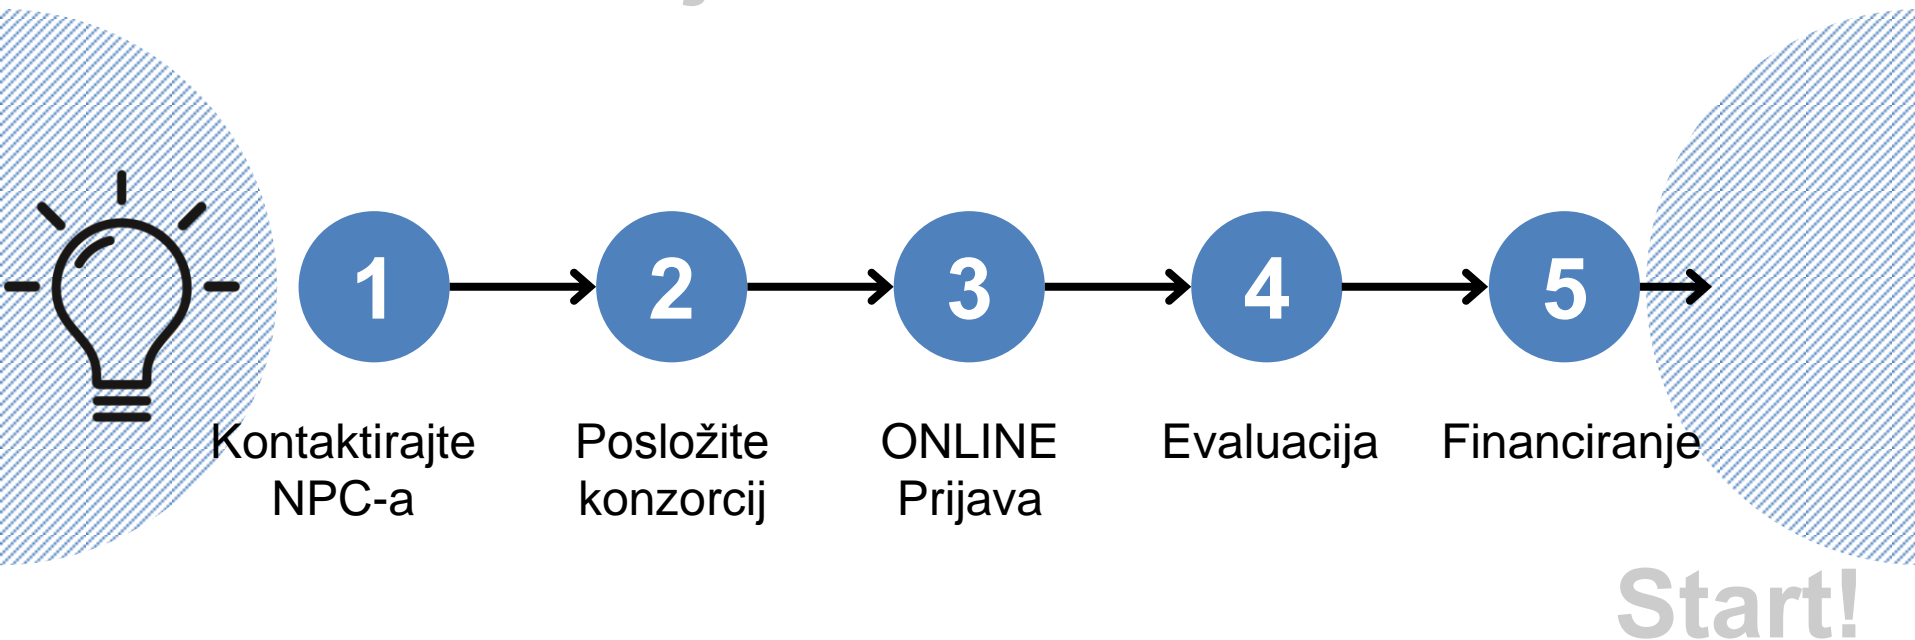 1
2
3
4
5
Kontaktirajte
NPC-a
Posložite
konzorcij
ONLINE
Prijava
Evaluacija
Financiranje
Start!